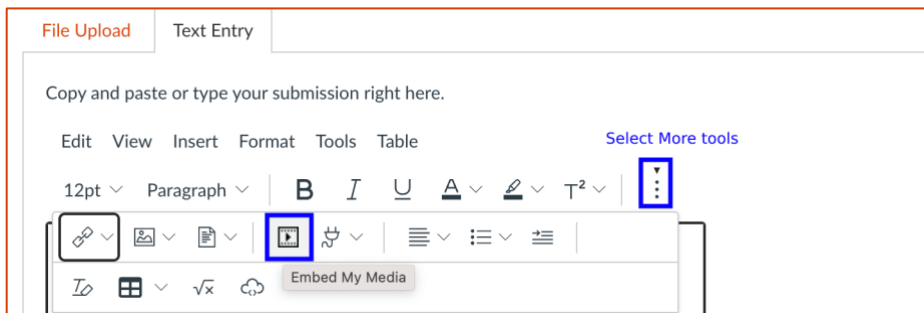 File Upload Text Entry
Copy and paste or type your submission right here.
Edit View Insert Format Tools Table
Select More tools
12pt Paragraph B I U A T²
Embed My Media
√x